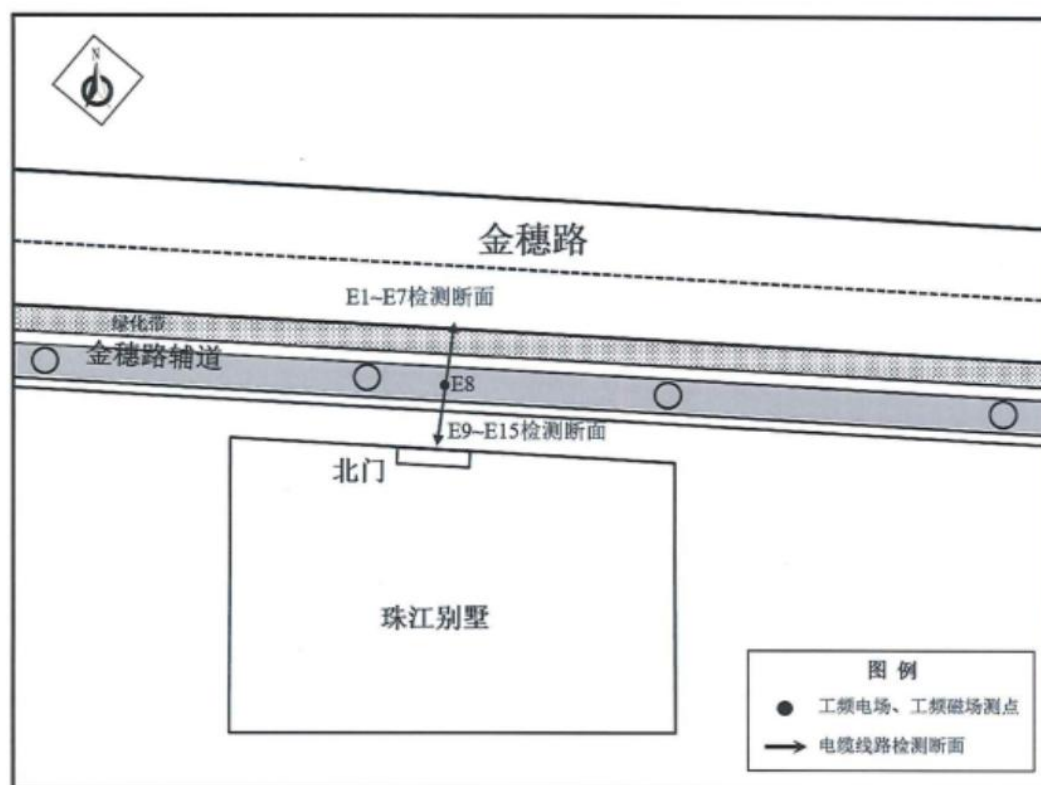 N
金穗路
E1~E7检测断面
绿化带
金穗路辅道
E8
E9~E15检测断面
北门
珠江别墅
图 例
工频电场、工频磁场测点
电缆线路检测断面